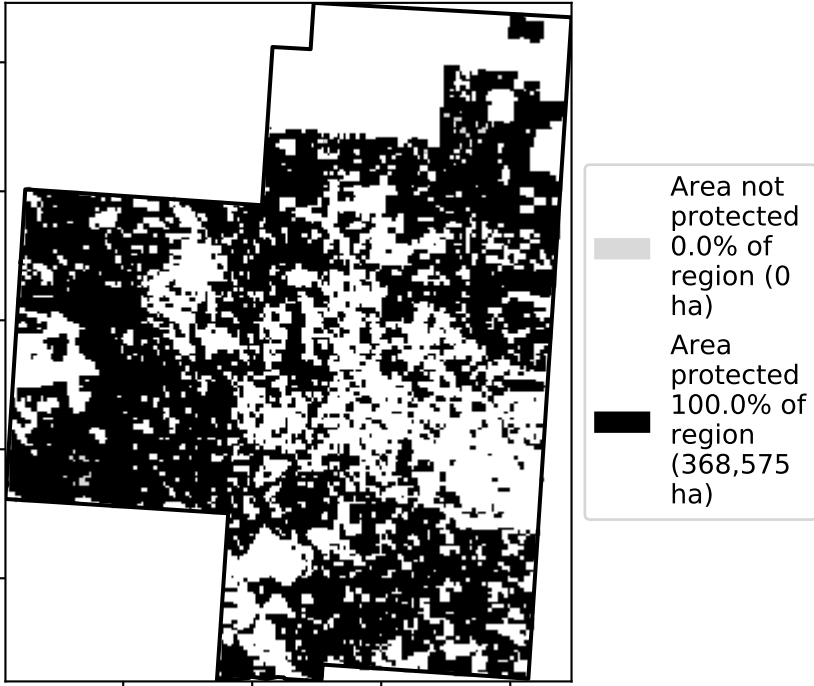 Area not
protected
0.0% of
region (0
ha)
Area
protected
100.0% of
region
(368,575
ha)